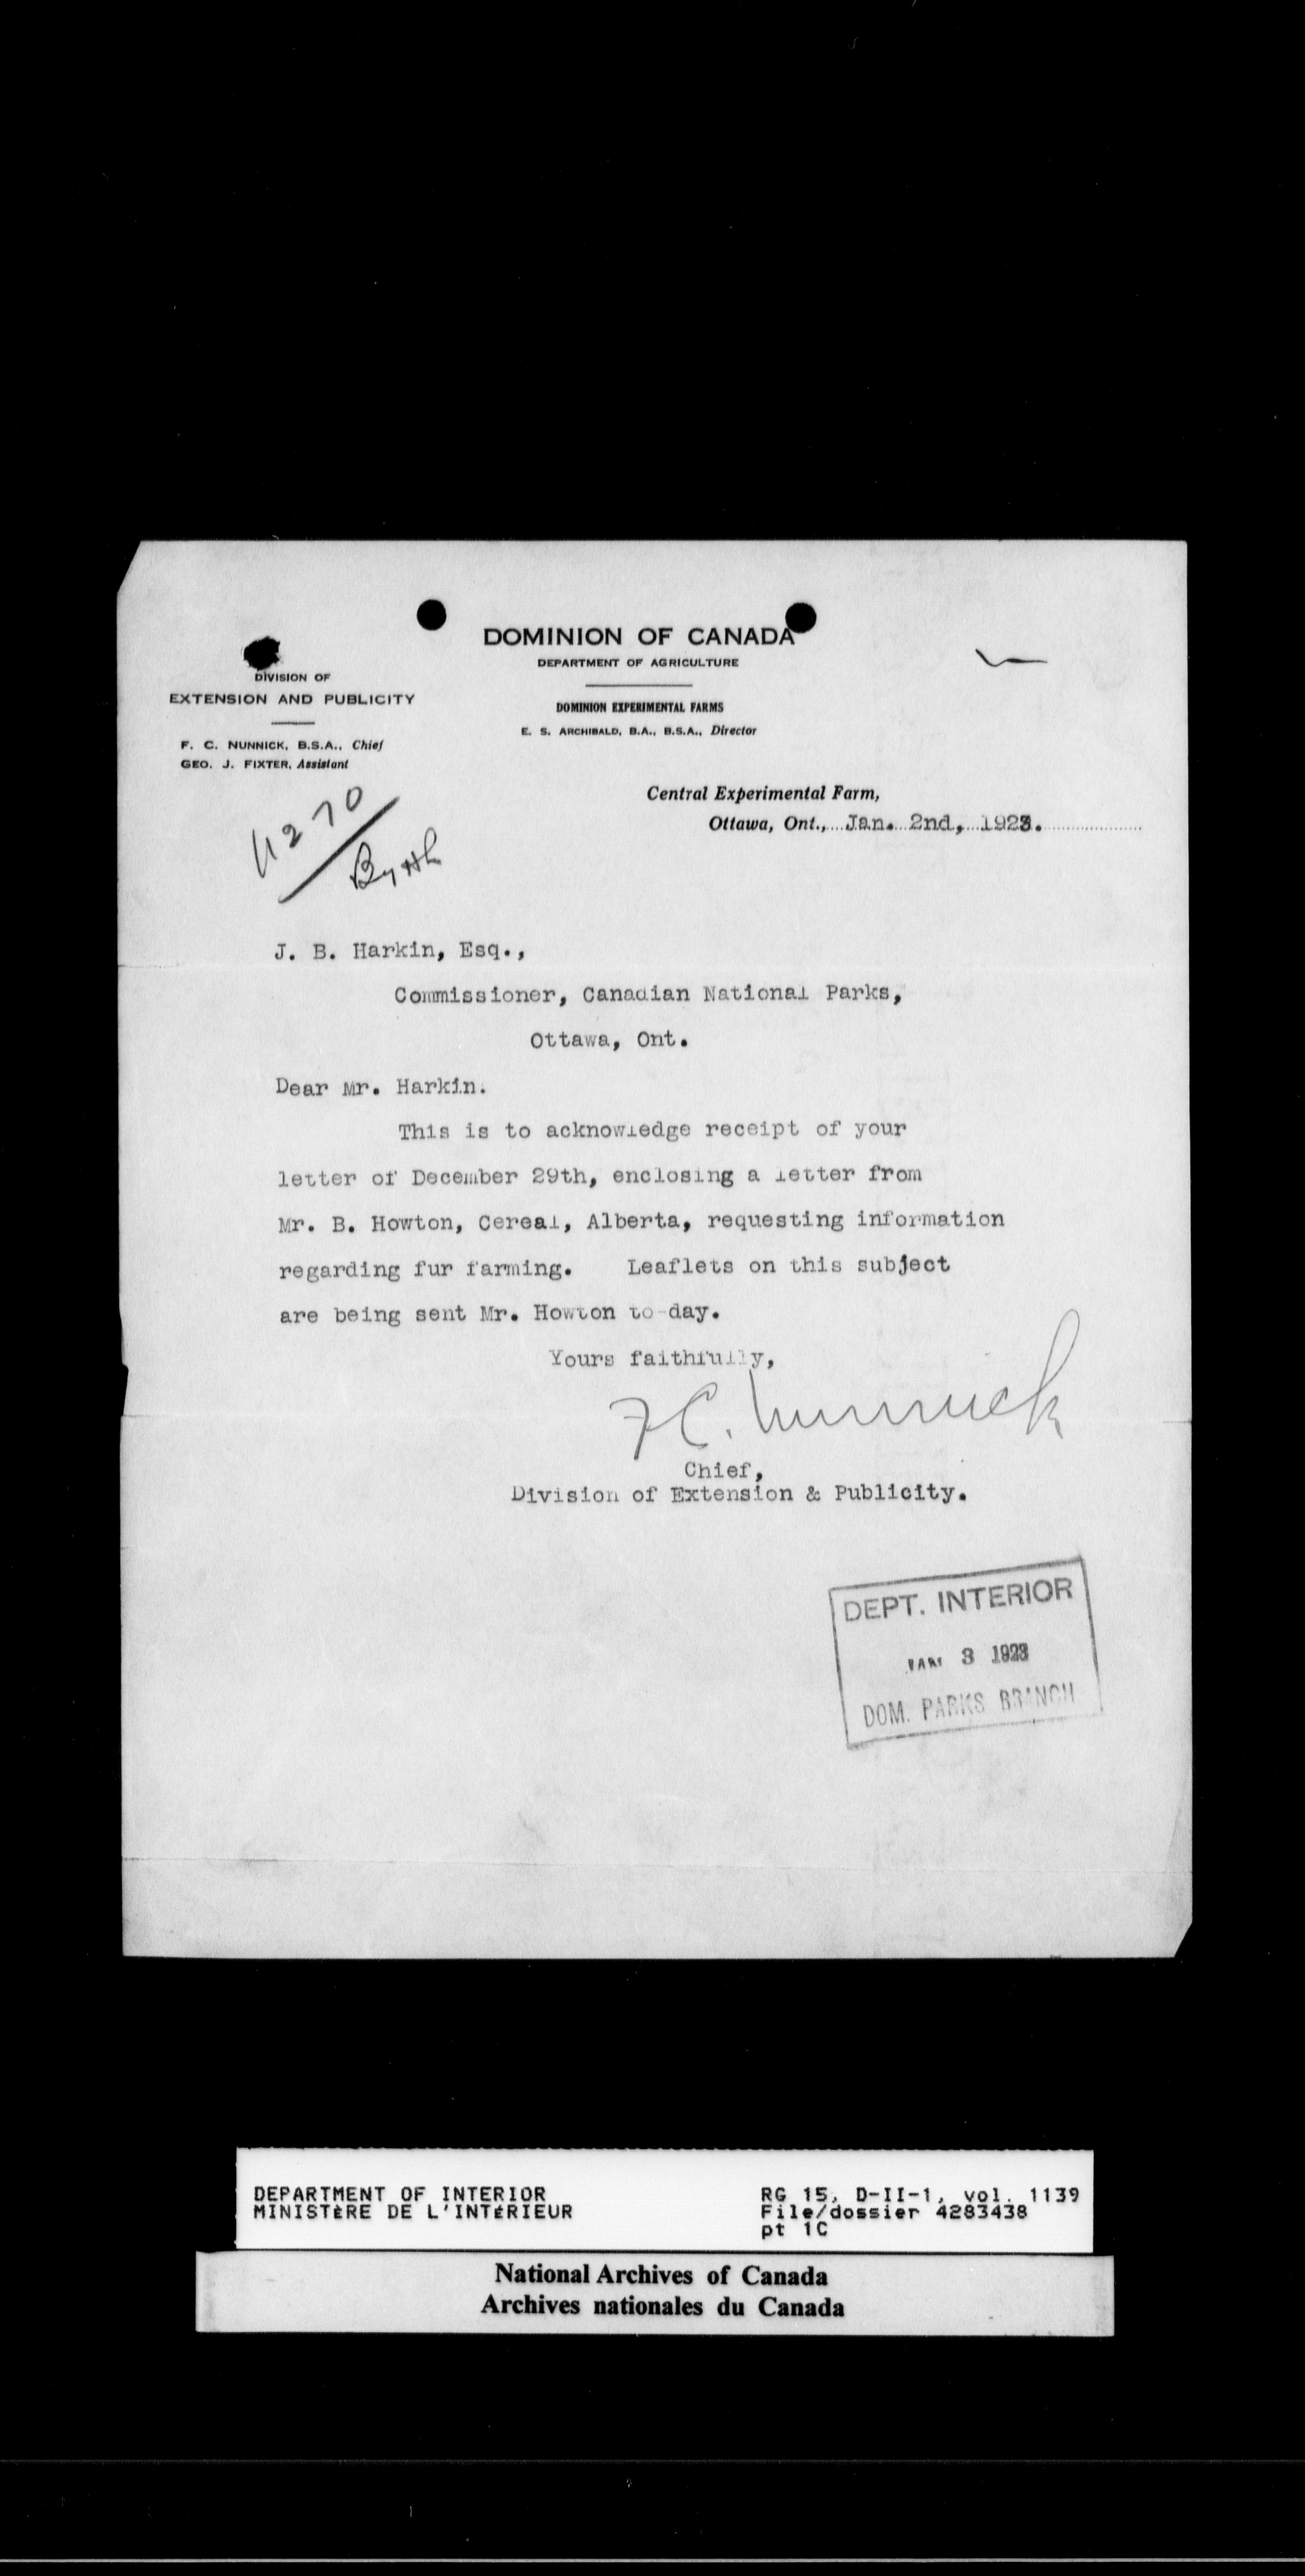 DOMINION OF CANADA
DEPARTMENT OF AGRICULTURE
DOMINION EXPERIMENTAL FARMS
E. S. ARCHIBALD, B.A., B.S.A., Director
DIVISION OF
EXTENSION AND PUBLICITY
F. C. NUNNICK, B.S.A., Chief
GEO. J. FIXTER, Assistant
Central Experimental Farm,
Ottawa, Ont., Jan. 2nd, 1923.
J. B. Harkin, Esq.,
Commissioner, Canadian National Parks,
Ottawa, Ont.
Dear Mr. Harkin.
This is to acknowledge receipt of your
letter of December 29th, enclosing a letter from
Mr. B. Howton, Cereal, Alberta, requesting information
regarding fur farming. Leaflets on this subject
are being sent Mr. Howton to-day.
Yours faithfully,
F C. Nunnick
Chief,
Division of Extension & Publicity.
DEPT. INTERIOR
JAN 3 1923
DOM. PARKS BRANCH
DEPARTMENT OF INTERIOR
MINISTÈRE DE L'INTÉRIEUR
RG 15, D-II-1, vol. 1139
File/dossier 4283438
pt 1C
National Archives of Canada
Archives nationales du Canada